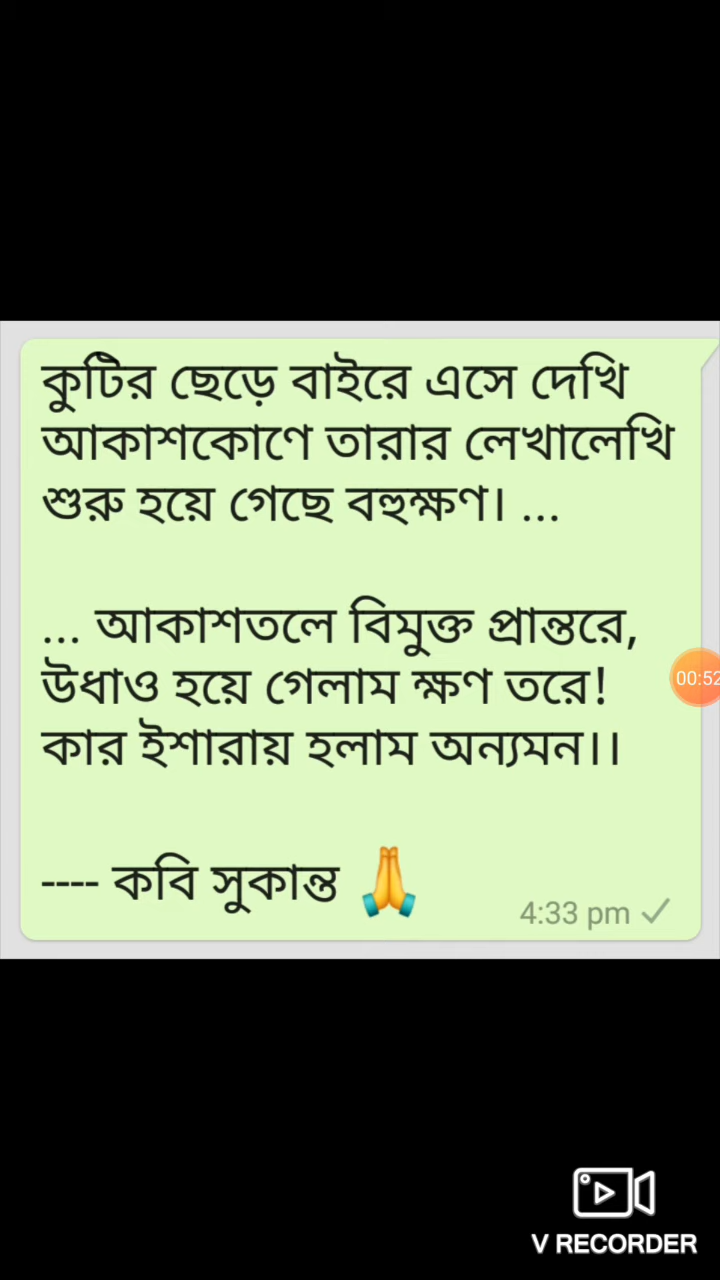 কুটির ছেড়ে বাইরে এসে দেখি
আকাশকোণে তারার লেখালেখি
শুরু হয়ে গেছে বহুক্ষণ। ...
... আকাশতলে বিমুক্ত প্রান্তরে,
উধাও হয়ে গেলাম ক্ষণ তরে!
কার ইশারায় হলাম অন্যমন।।
---- কবি সুকান্ত 🙏
4:33 pm ✓
00:52
V RECORDER